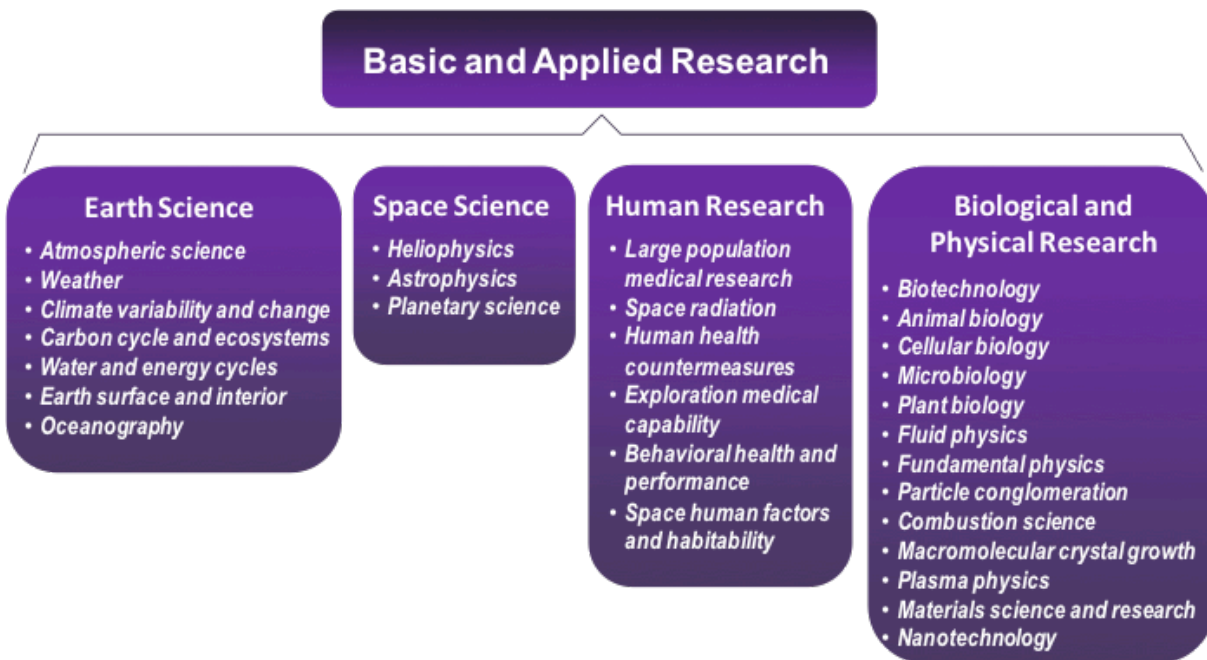 Basic and Applied Research
Earth Science
• Atmospheric science
• Weather
• Climate variability and change
• Carbon cycle and ecosystems
• Water and energy cycles
• Earth surface and interior
• Oceanography
Space Science
• Heliophysics
• Astrophysics
• Planetary science
Human Research
• Large population
medical research
• Space radiation
• Human health
countermeasures
• Exploration medical
capability
• Behavioral health and
performance
• Space human factors
and habitability
Biological and
Physical Research
• Biotechnology
• Animal biology
• Cellular biology
• Microbiology
• Plant biology
• Fluid physics
• Fundamental physics
• Particle conglomeration
• Combustion science
• Macromolecular crystal growth
• Plasma physics
• Materials science and research
• Nanotechnology